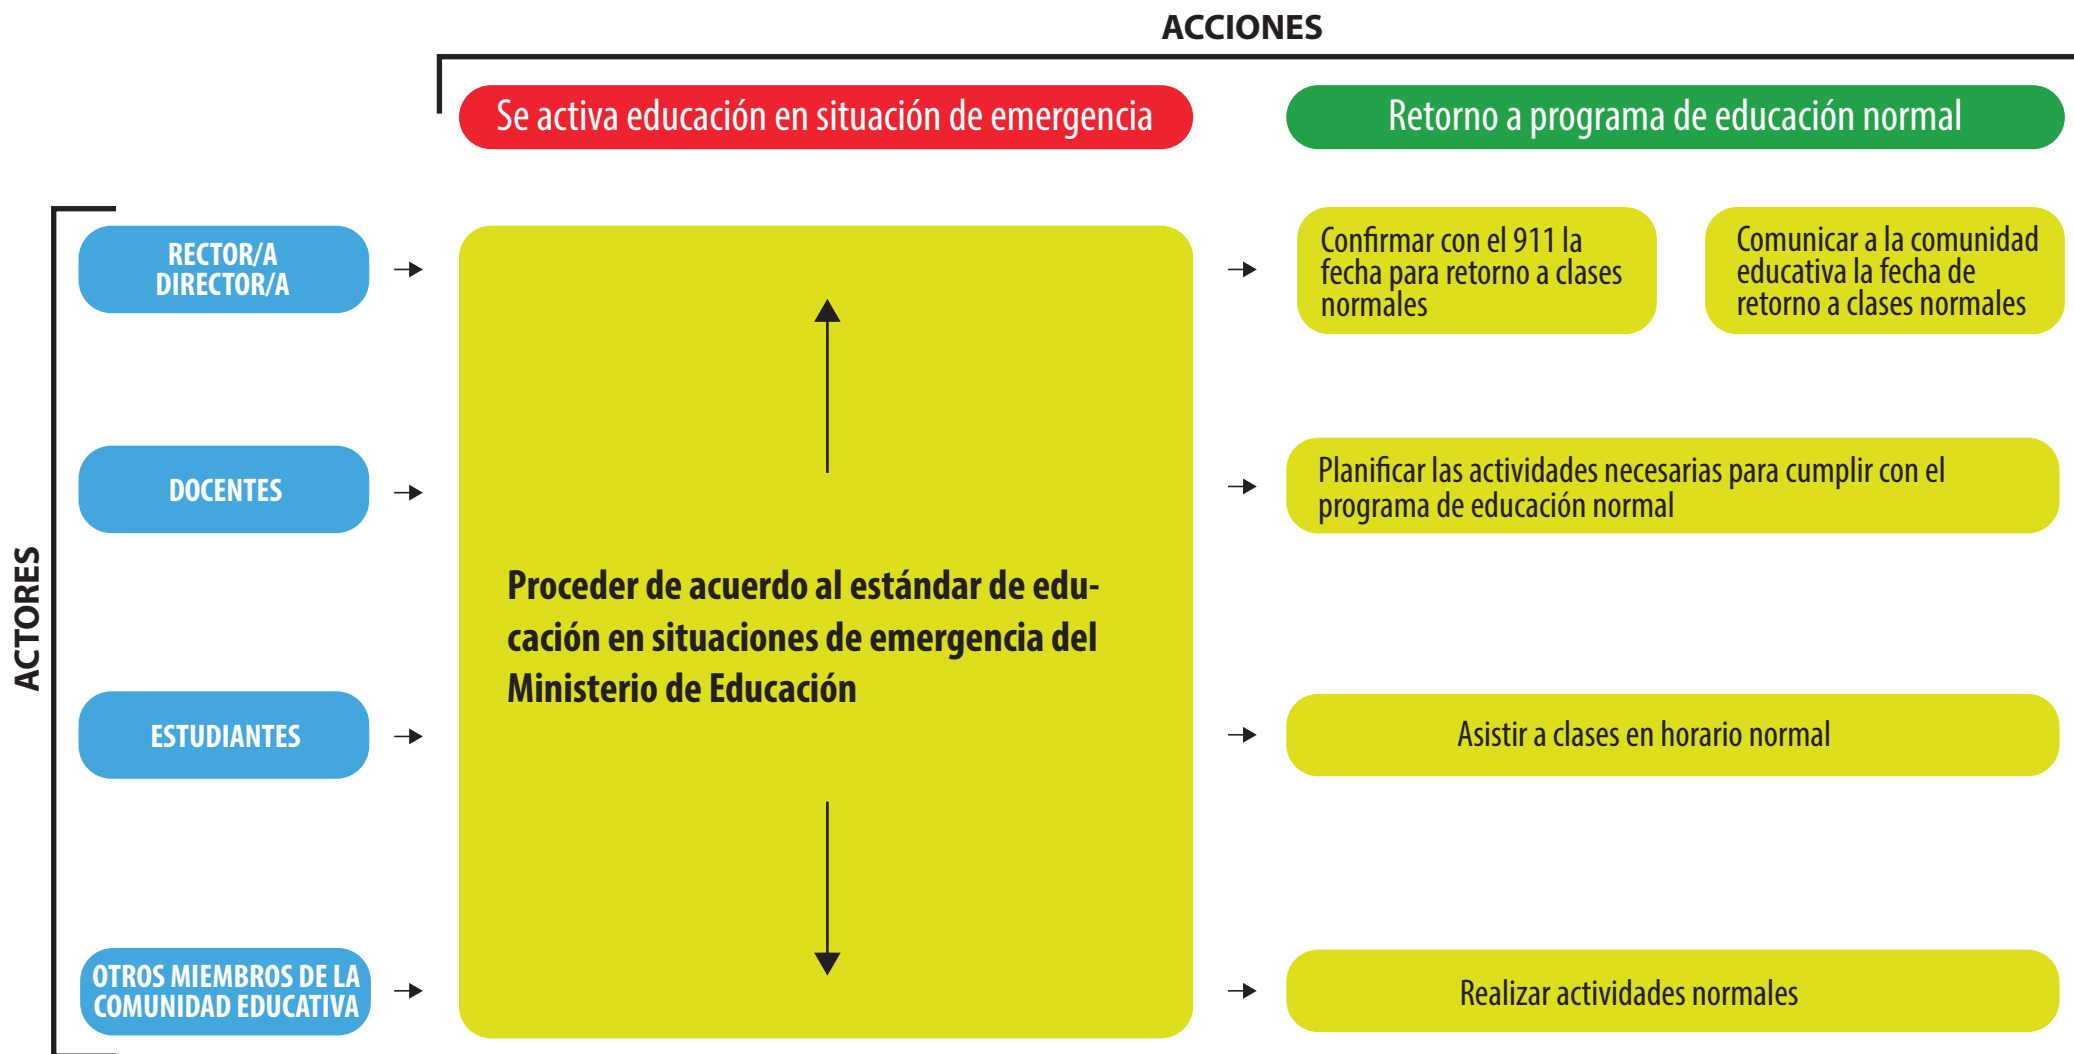 ACCIONES
Se activa educación en situación de emergencia
Retorno a programa de educación normal
ACTORES
RECTOR/A
DIRECTOR/A
Confirmar con el 911 la
fecha para retorno a clases
normales
Comunicar a la comunidad
educativa la fecha de
retorno a clases normales
DOCENTES
Planificar las actividades necesarias para cumplir con el
programa de educación normal
Proceder de acuerdo al estándar de edu-
cación en situaciones de emergencia del
Ministerio de Educación
ESTUDIANTES
Asistir a clases en horario normal
OTROS MIEMBROS DE LA
COMUNIDAD EDUCATIVA
Realizar actividades normales